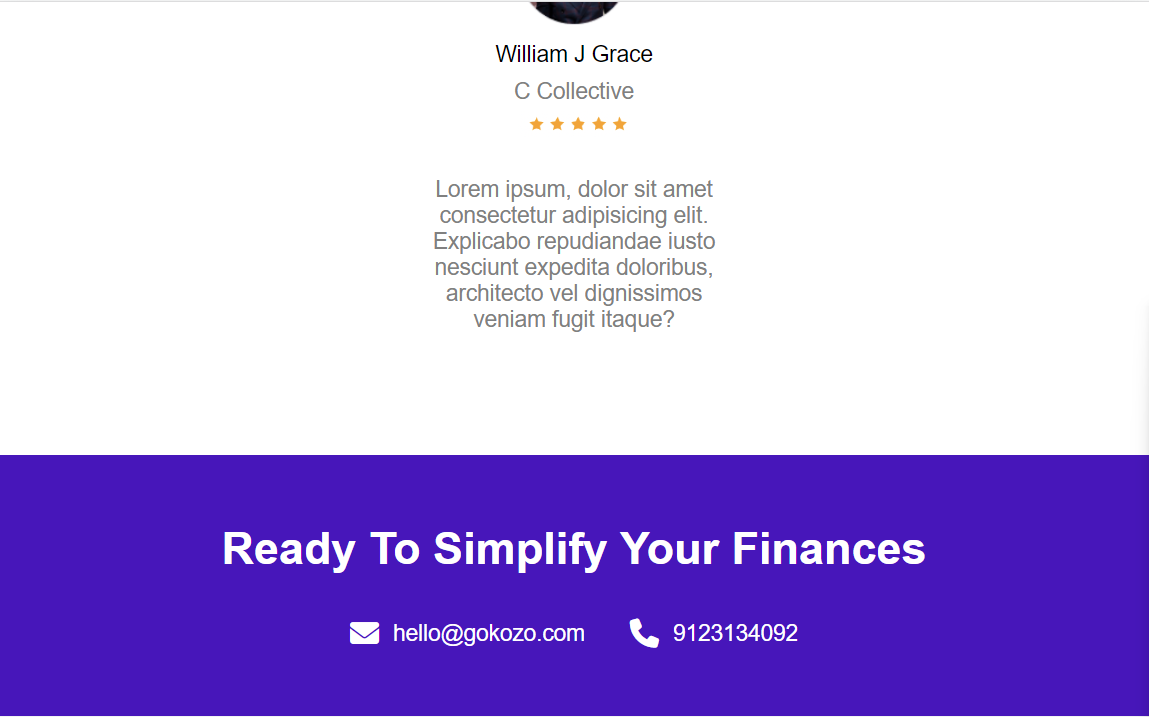 William J Grace
C Collective
Lorem ipsum, dolor sit amet
consectetur adipisicing elit.
Explicabo repudiandae iusto
nesciunt expedita doloribus,
architecto vel dignissimos
veniam fugit itaque?
Ready To Simplify Your Finances
hello@gokozo.com 9123134092